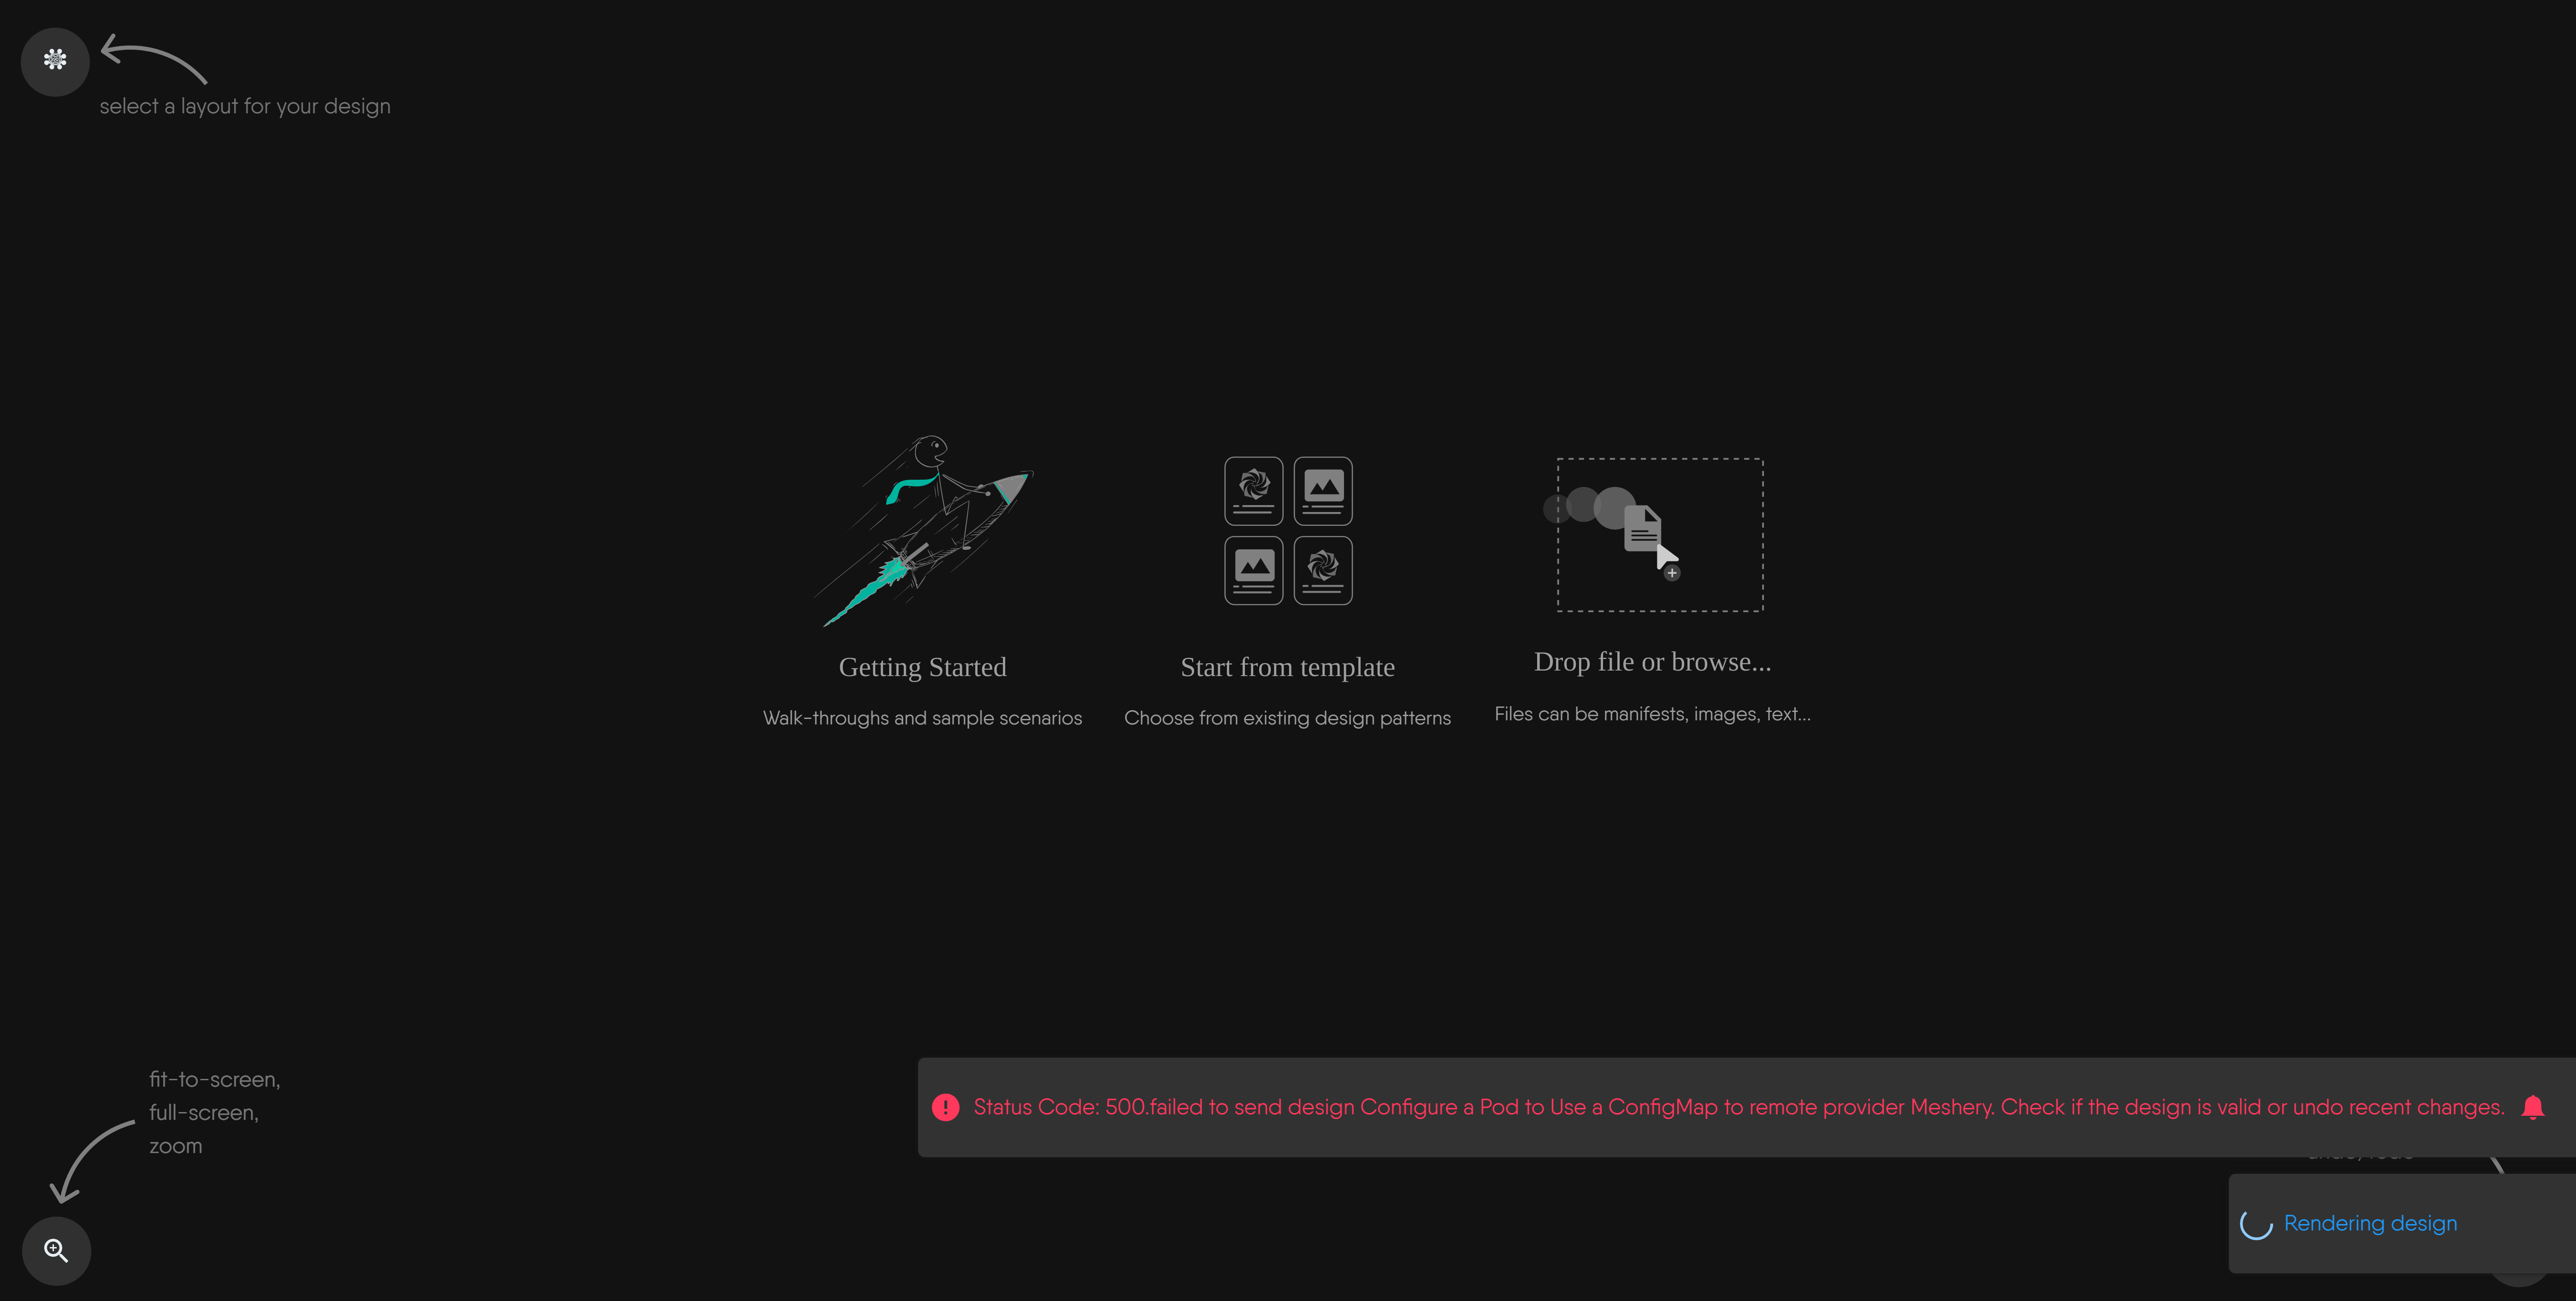 select a layout for your design
Getting Started
Start from template
Drop file or browse...
Walk-throughs and sample scenarios
Choose from existing design patterns
Files can be manifests, images, text...
fit-to-screen,
full-screen,
zoom
Status Code: 500.failed to send design Configure a Pod to Use a ConfigMap to remote provider Meshery. Check if the design is valid or undo recent changes.
Rendering design